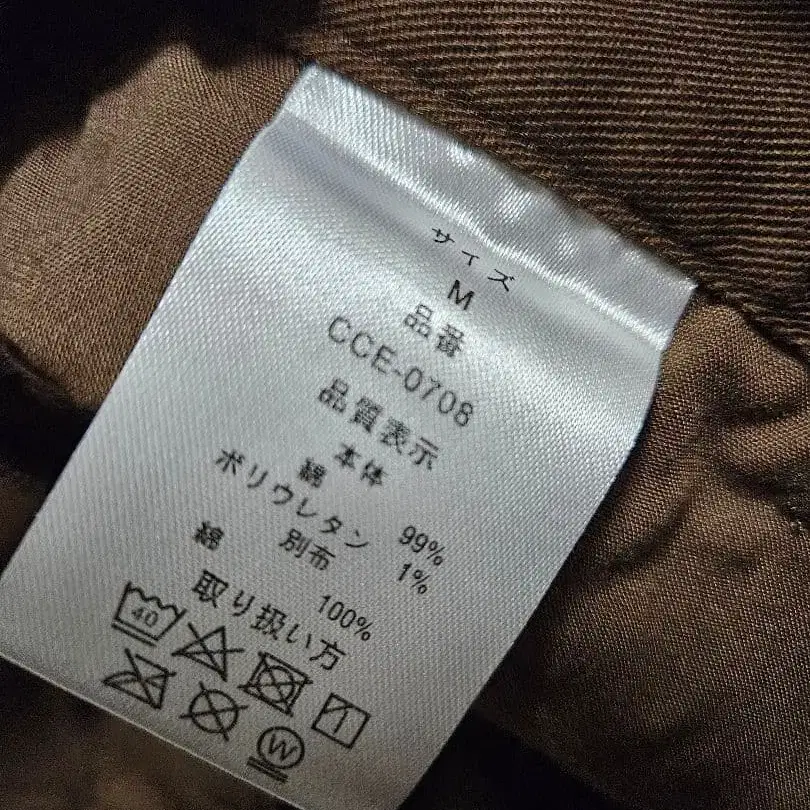 サイズ
M
品番
CCE-0708
品質表示
本体
綿 99%
ポリウレタン 1%
別布
綿 100%
取り扱い方
40
W